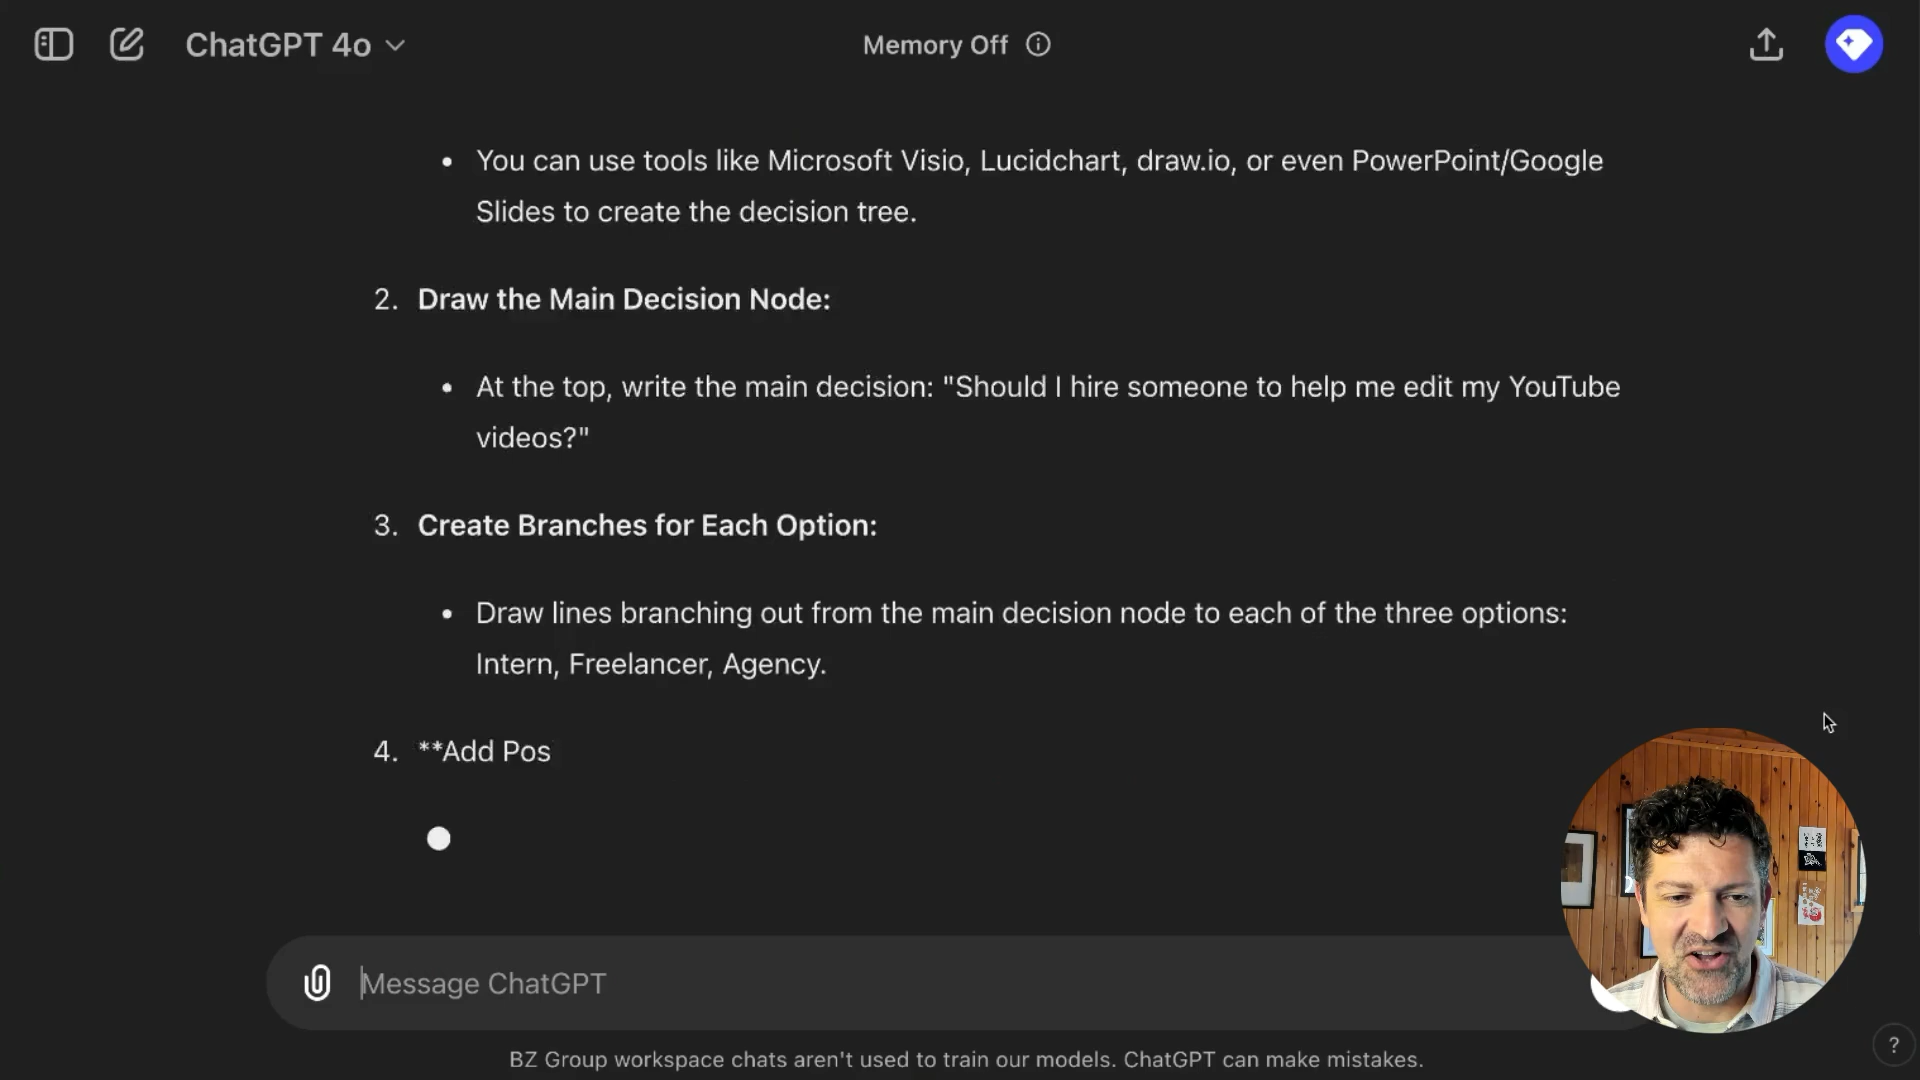 ChatGPT 4o
Memory Off
• You can use tools like Microsoft Visio, Lucidchart, draw.io, or even PowerPoint/Google
Slides to create the decision tree.
2. Draw the Main Decision Node:
• At the top, write the main decision: "Should I hire someone to help me edit my YouTube
videos?"
3. Create Branches for Each Option:
• Draw lines branching out from the main decision node to each of the three options:
Intern, Freelancer, Agency.
4. **Add Pos
Message ChatGPT
BZ Group workspace chats aren't used to train our models. ChatGPT can make mistakes.
?